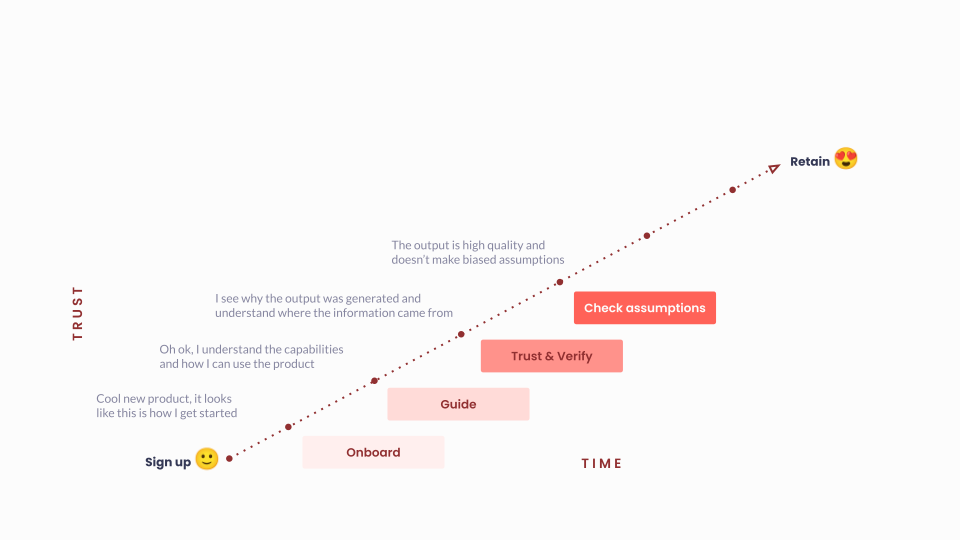 Retain
The output is high quality and
doesn’t make biased assumptions
TRUST
I see why the output was generated and
understand where the information came from
Check assumptions
Oh ok, I understand the capabilities
and how I can use the product
Trust & Verify
Cool new product, it looks
like this is how I get started
Guide
Sign up
Onboard
TIME